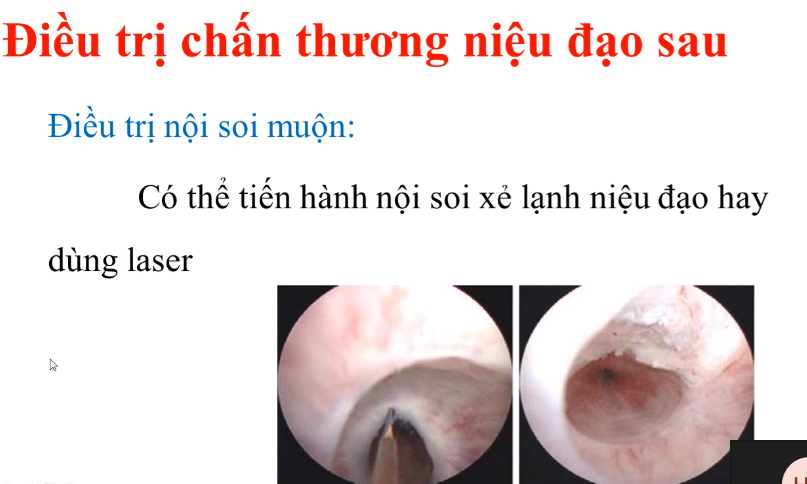 Điều trị chấn thương niệu đạo sau
Điều trị nội soi muộn:
Có thể tiến hành nội soi xẻ lạnh niệu đạo hay
dùng laser